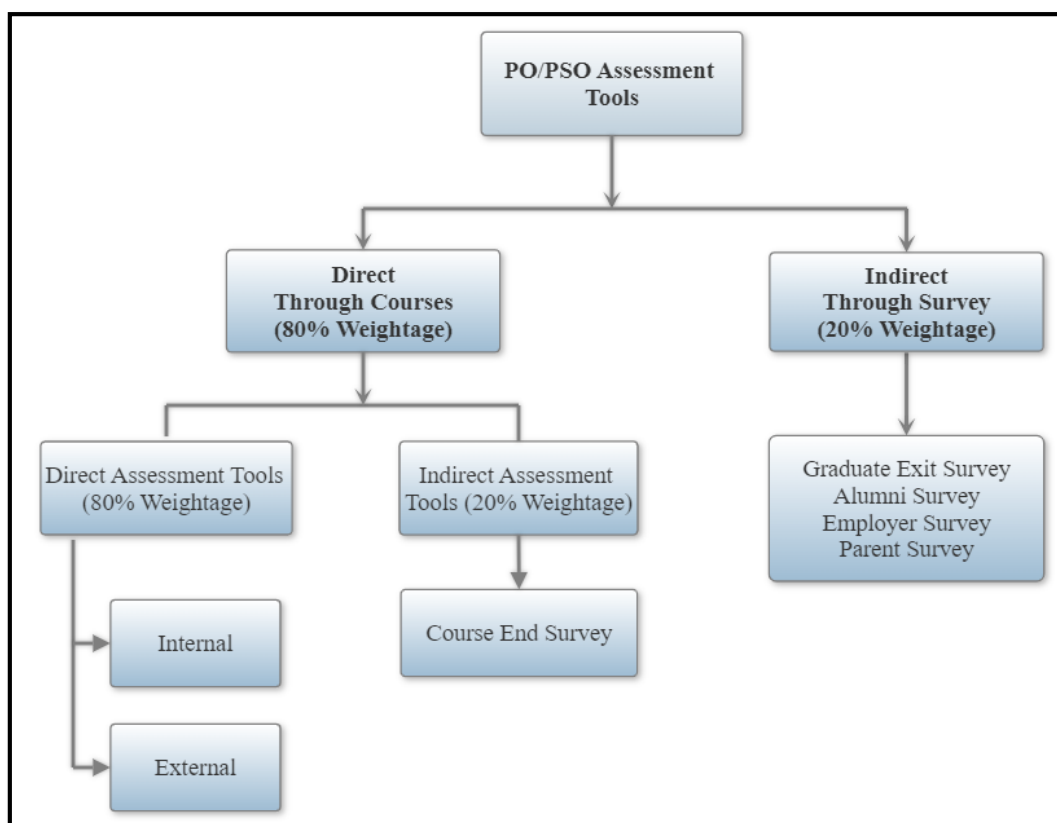 PO/PSO Assessment
Tools
Direct
Through Courses
(80% Weightage)
Indirect
Through Survey
(20% Weightage)
Direct Assessment Tools
(80% Weightage)
Indirect Assessment
Tools (20% Weightage)
Graduate Exit Survey
Alumni Survey
Employer Survey
Parent Survey
Internal
Course End Survey
External